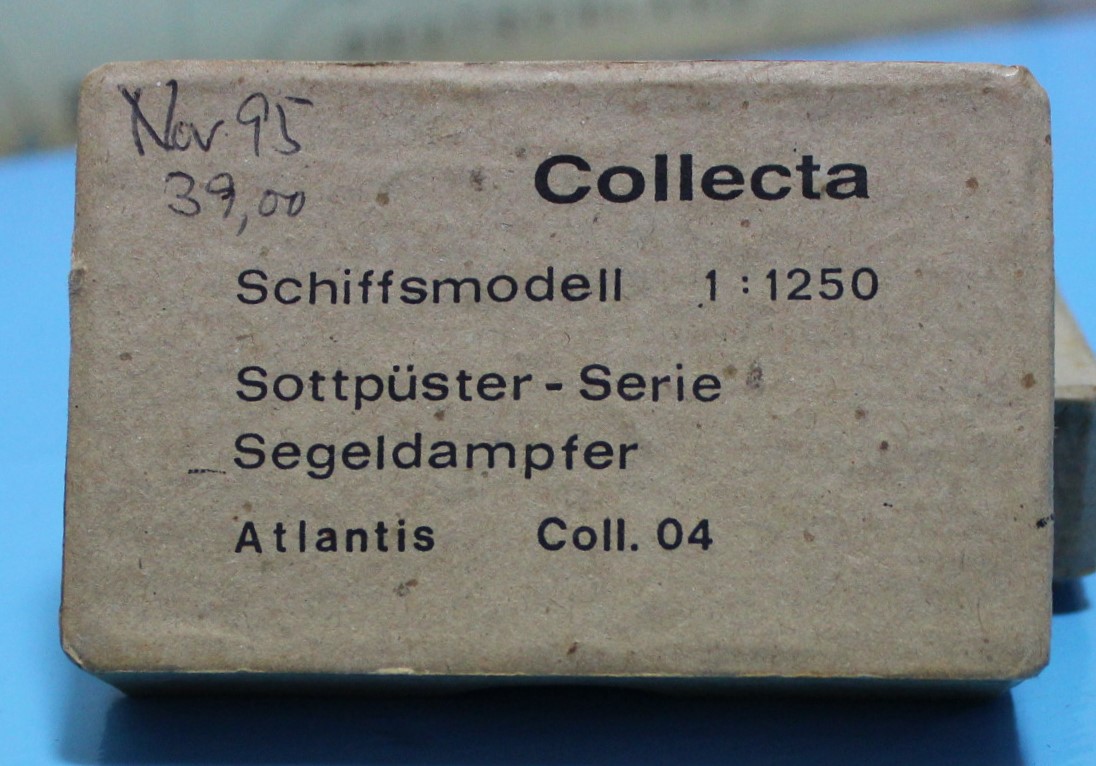 Nov. 95
39,00
Collecta
Schiffsmodell 1:1250
Sottpüster - Serie
Segeldampfer
Atlantis Coll. 04